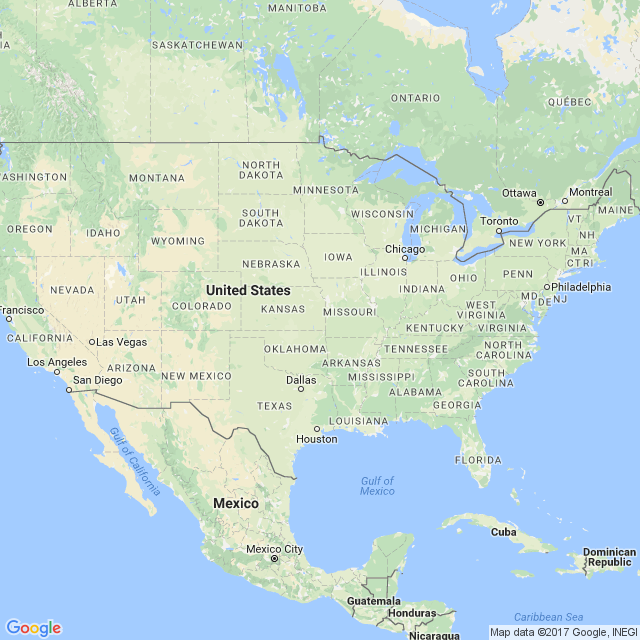 ALBERTA
MANITOBA
SASKATCHEWAN
ONTARIO
QUÉBEC
WASHINGTON
MONTANA
NORTH
DAKOTA
MINNESOTA
Ottawa
Montreal
MAINE
OREGON
IDAHO
SOUTH
DAKOTA
WISCONSIN
MICHIGAN
Toronto
VT
NH
WYOMING
Chicago
NEW YORK
MA
CT RI
NEBRASKA
IOWA
ILLINOIS
INDIANA
OHIO
PENN
Philadelphia
NEVADA
UTAH
COLORADO
United States
KANSAS
MISSOURI
WEST
VIRGINIA
MD
DE
NJ
Francisco
CALIFORNIA
Las Vegas
KENTUCKY
VIRGINIA
OKLAHOMA
TENNESSEE
NORTH
CAROLINA
Los Angeles
ARIZONA
NEW MEXICO
ARKANSAS
MISSISSIPPI
SOUTH
CAROLINA
San Diego
Dallas
ALABAMA
TEXAS
GEORGIA
LOUISIANA
Houston
Gulf of California
FLORIDA
Gulf of
Mexico
Mexico
Cuba
Mexico City
Dominican
Republic
Guatemala
Honduras
Caribbean Sea
Nicaragua
Google
Map data ©2017 Google, INEGI